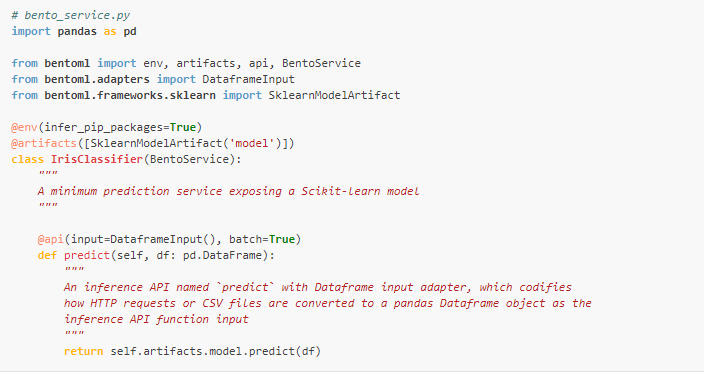 # bento_service.py
import pandas as pd
from bentoml import env, artifacts, api, BentoService
from bentoml.adapters import DataframeInput
from bentoml.frameworks.sklearn import SklearnModelArtifact
@env(infer_pip_packages=True)
@artifacts([SklearnModelArtifact('model')])
class IrisClassifier(BentoService):
    """
    A minimum prediction service exposing a Scikit-learn model
    """
    @api(input=DataframeInput(), batch=True)
    def predict(self, df: pd.DataFrame):
        """
        An inference API named `predict` with Dataframe input adapter, which codifies
        how HTTP requests or CSV files are converted to a pandas Dataframe object as the
        inference API function input
        """
        return self.artifacts.model.predict(df)